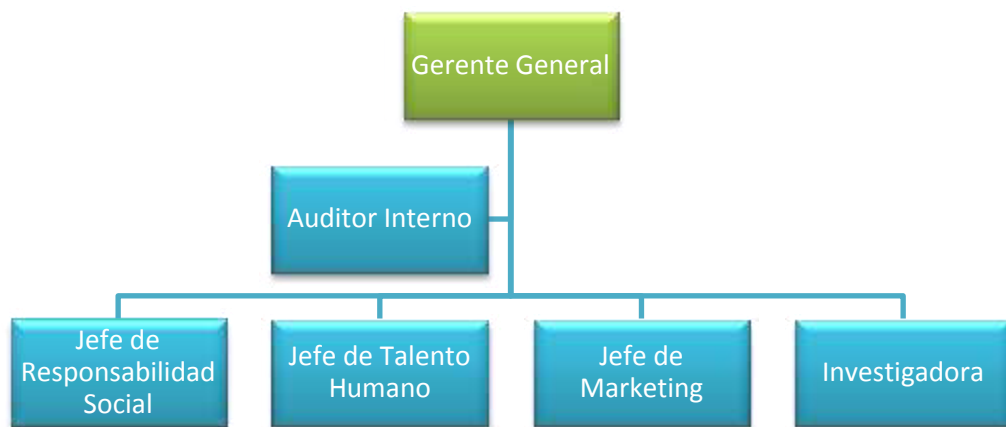 Gerente General
Auditor Interno
Jefe de
Responsabilidad
Social
Jefe de Talento
Humano
Jefe de
Marketing
Investigadora